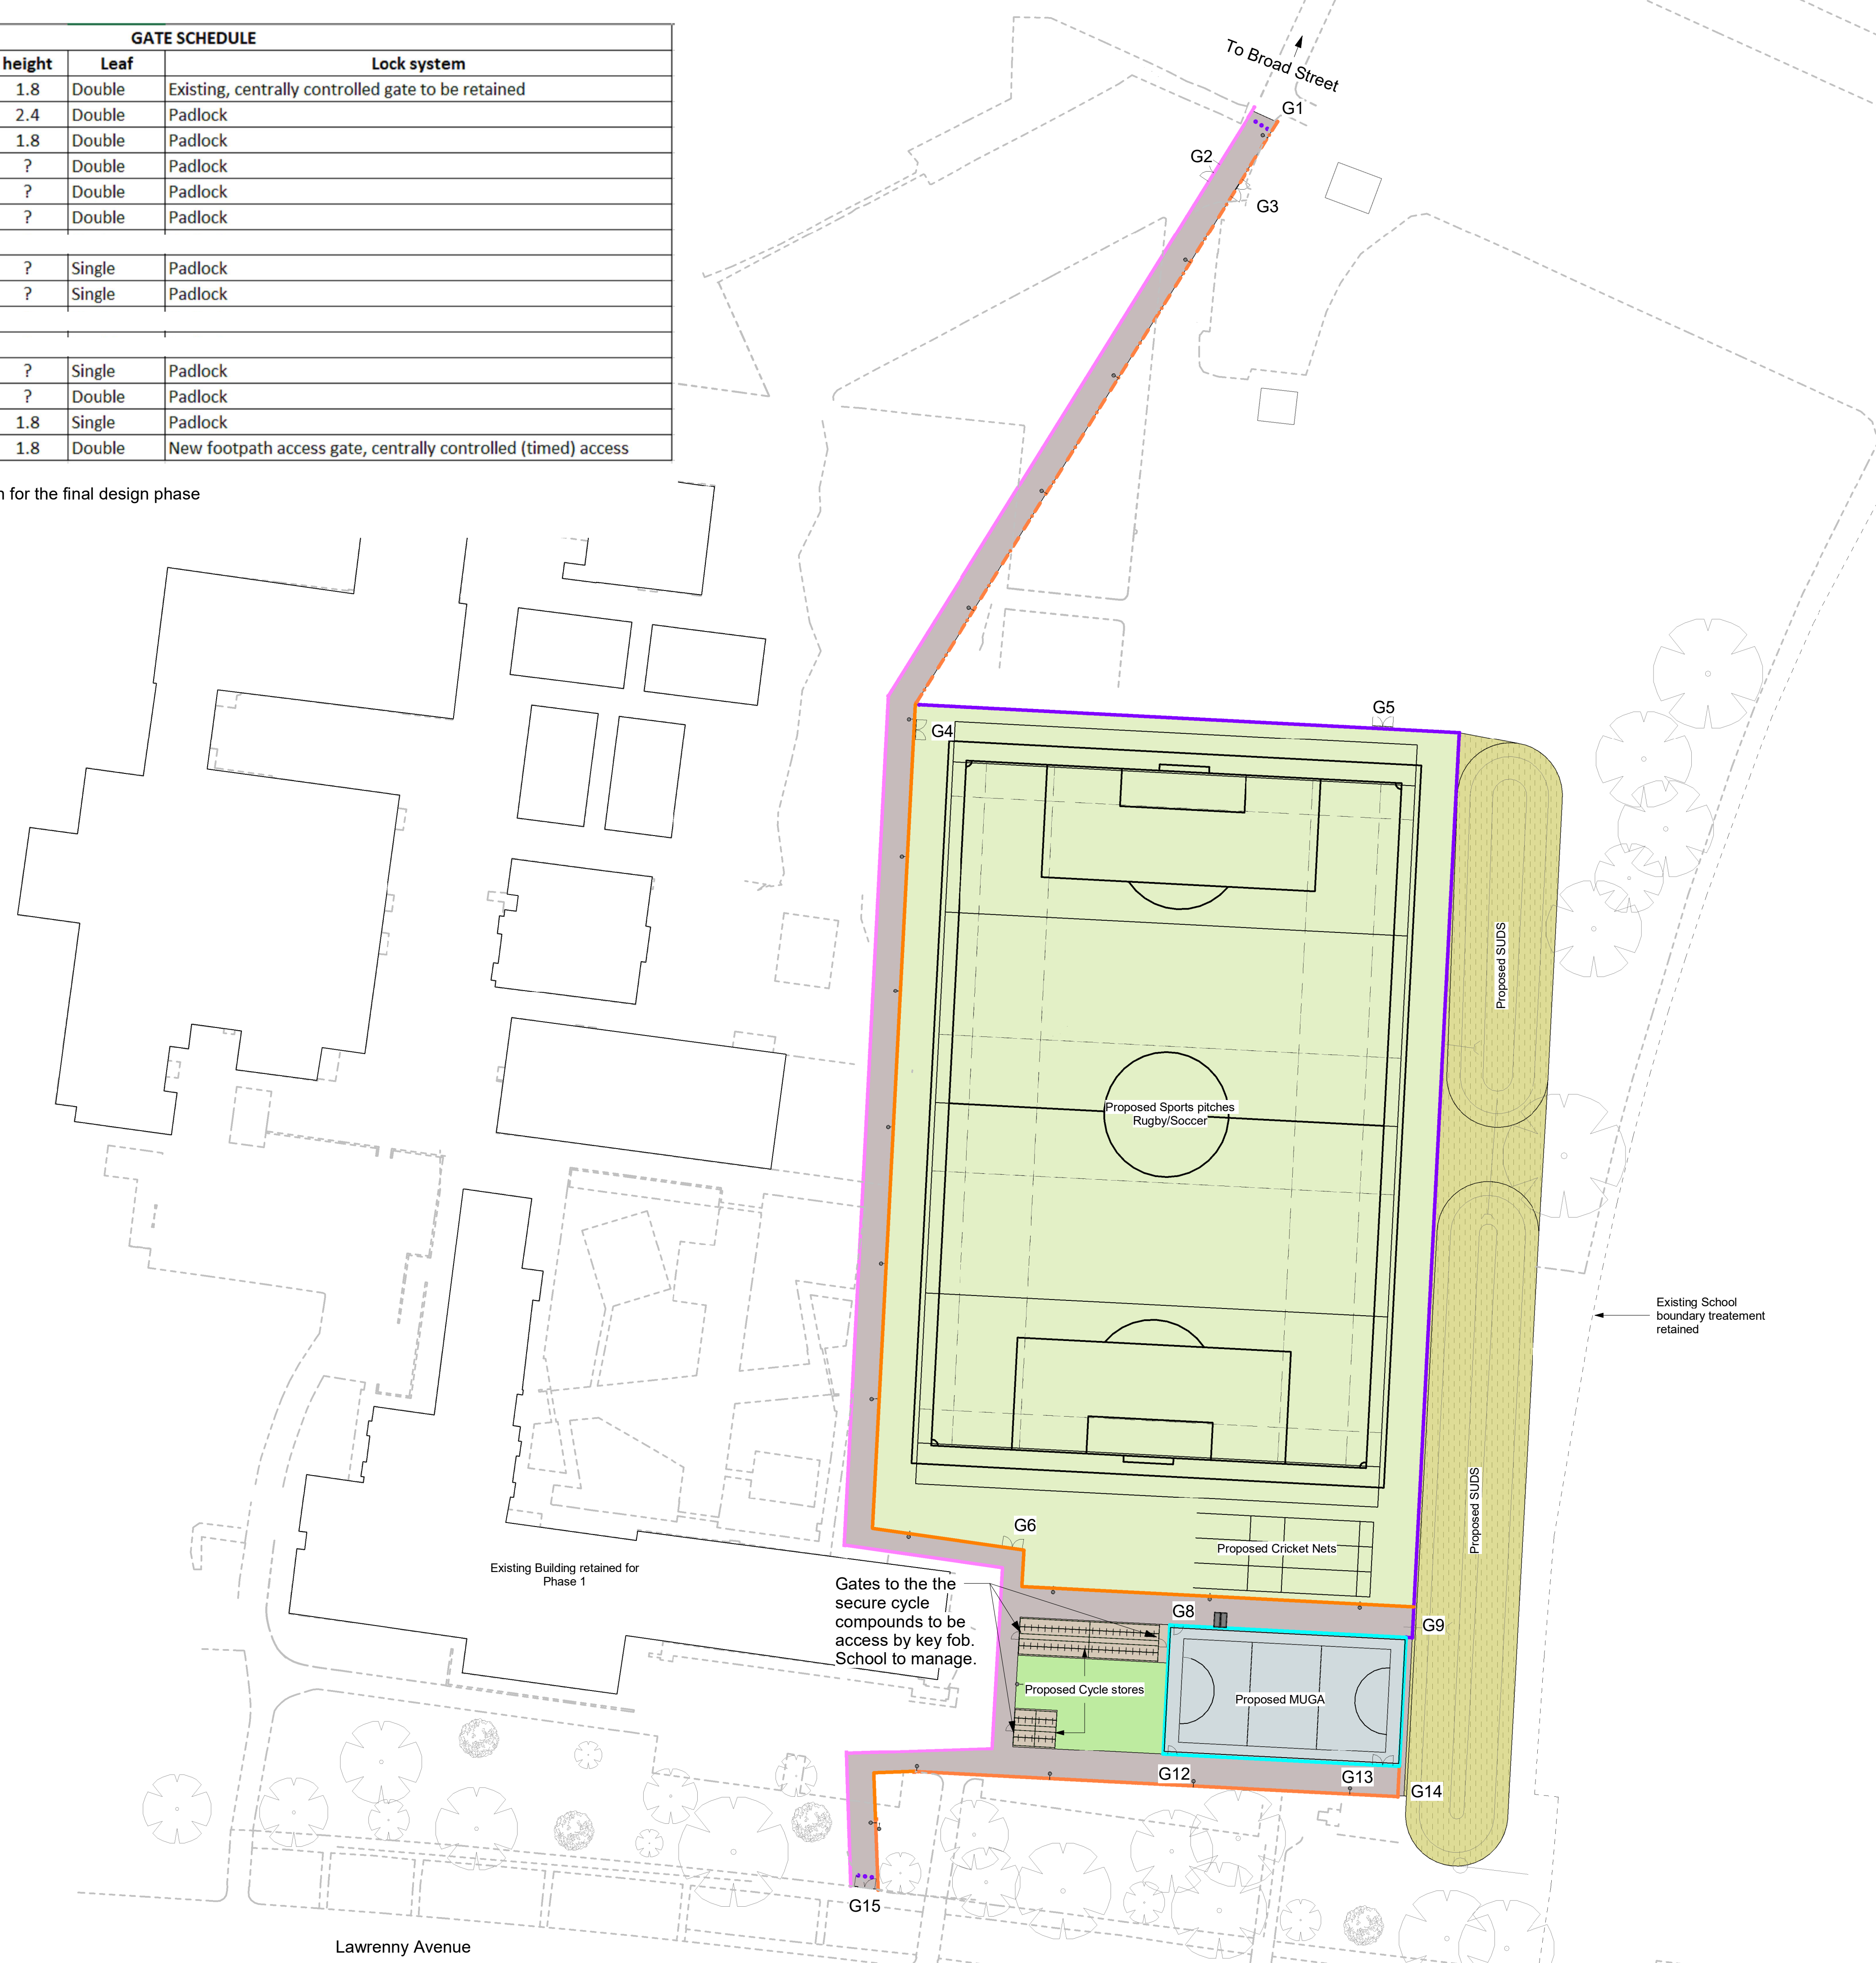 GATE SCHEDULE
height Leaf Lock system
1.8 Double Existing, centrally controlled gate to be retained
2.4 Double Padlock
1.8 Double Padlock
? Double Padlock
? Double Padlock
? Double Padlock
? Single Padlock
? Single Padlock
? Single Padlock
? Double Padlock
1.8 Single Padlock
1.8 Double New footpath access gate, centrally controlled (timed) access
n for the final design phase
To Broad Street
G1
G2
G3
G4
G5
Proposed SUDS
Proposed Sports pitches
Rugby/Soccer
Existing School
boundary treatement
retained
Proposed SUDS
G6
Proposed Cricket Nets
Existing Building retained for
Phase 1
Gates to the the
secure cycle
compounds to be
access by key fob.
School to manage.
G8
G9
Proposed Cycle stores
Proposed MUGA
G12
G13
G14
G15
Lawrenny Avenue